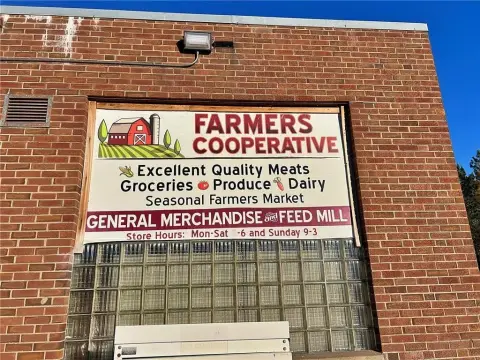 FARMERS
COOPERATIVE
Excellent Quality Meats
Groceries Produce Dairy
Seasonal Farmers Market
GENERAL MERCHANDISE and FEED MILL
Store Hours: Mon-Sat -6 and Sunday 9-3